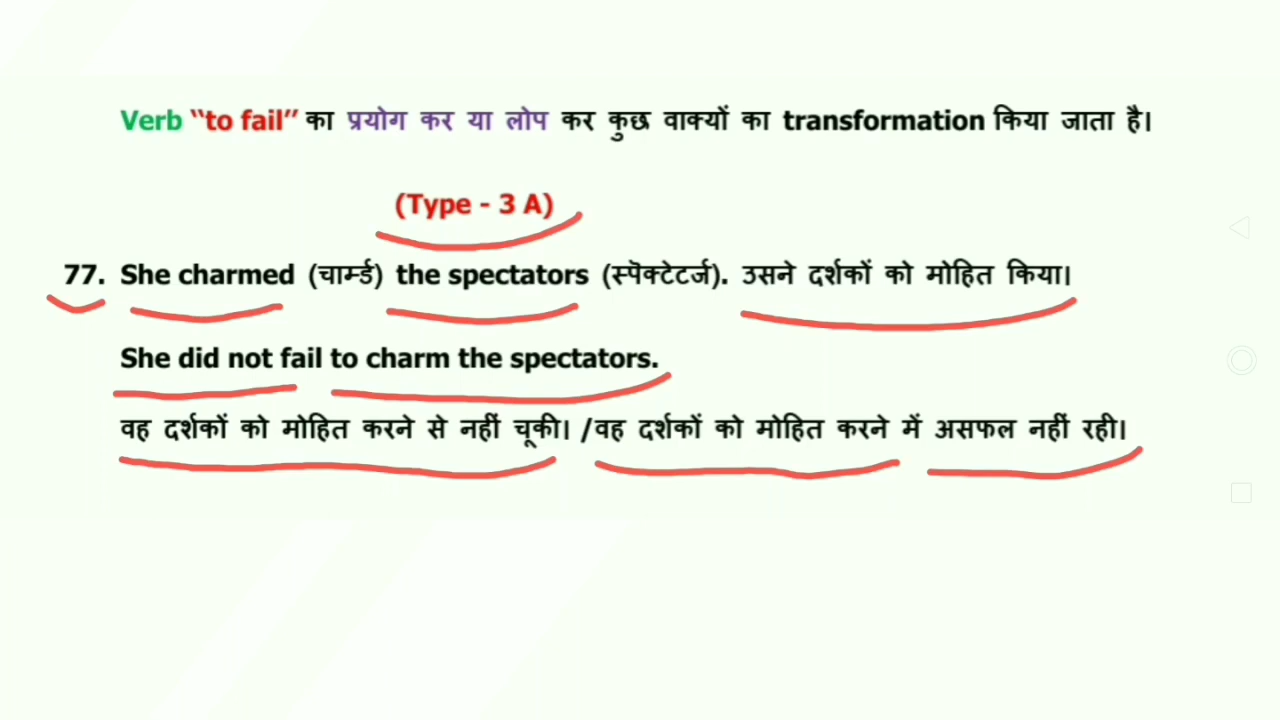 Verb "to fail" का प्रयोग कर या लोप कर कुछ वाक्यों का transformation किया जाता है।
(Type - 3 A)
77. She charmed (चार्म्ड) the spectators (स्पॅक्टेटर्ज). उसने दर्शकों को मोहित किया।
She did not fail to charm the spectators.
वह दर्शकों को मोहित करने से नहीं चूकी। /वह दर्शकों को मोहित करने में असफल नहीं रही।